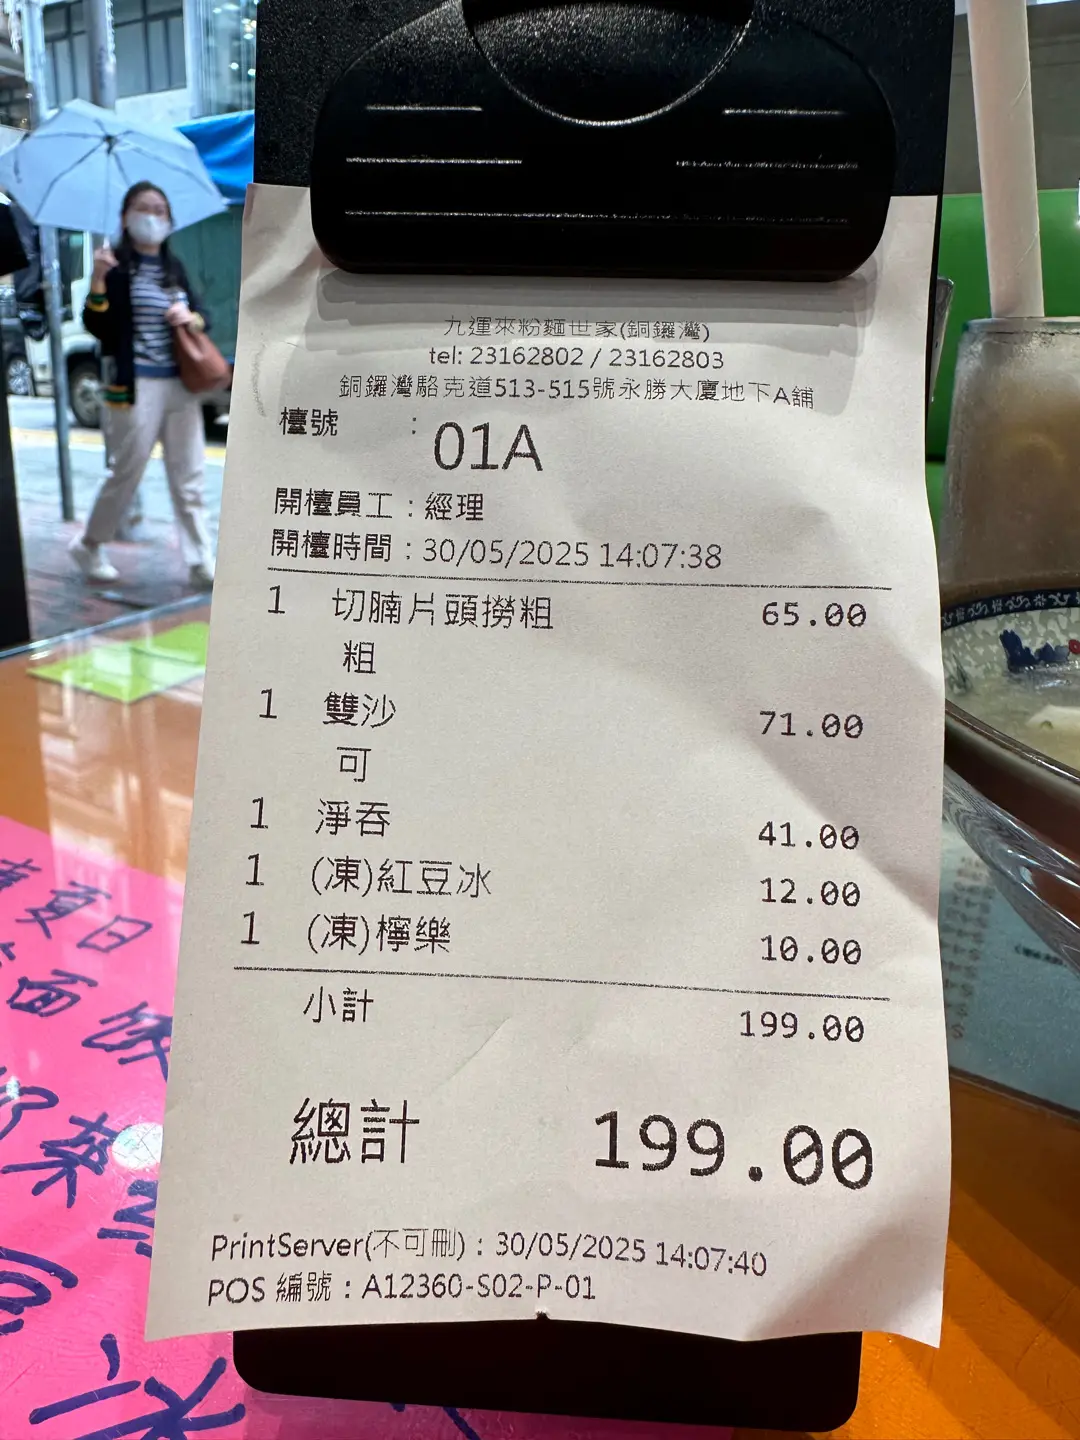 九運來粉麵世家(銅鑼灣)
tel: 23162802 / 23162803
銅鑼灣駱克道513-515號永勝大廈地下A舖
檯號 : 01A
開檯員工 : 經理
開檯時間 : 30/05/2025 14:07:38
1 切腩片頭撈粗 65.00
粗
1 雙沙 71.00
可
1 淨吞 41.00
1 (凍)紅豆冰 12.00
1 (凍)檸樂 10.00
小計 199.00
總計 199.00
PrintServer(不可刪) : 30/05/2025 14:07:40
POS 編號 : A12360-S02-P-01
夏日
面